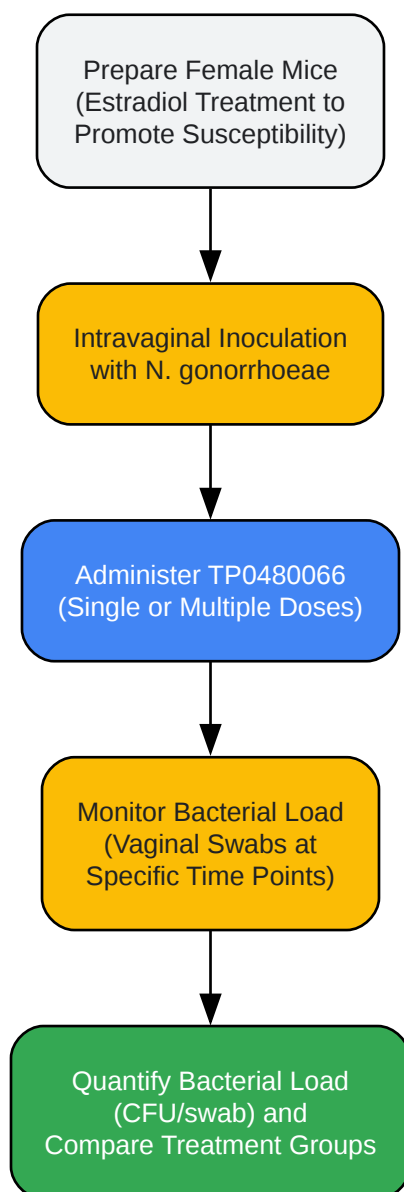 Prepare Female Mice
(Estradiol Treatment to
Promote Susceptibility)
Intravaginal Inoculation
with N. gonorrhoeae
Administer TP0480066
(Single or Multiple Doses)
Monitor Bacterial Load
(Vaginal Swabs at
Specific Time Points)
Quantify Bacterial Load
(CFU/swab) and
Compare Treatment Groups